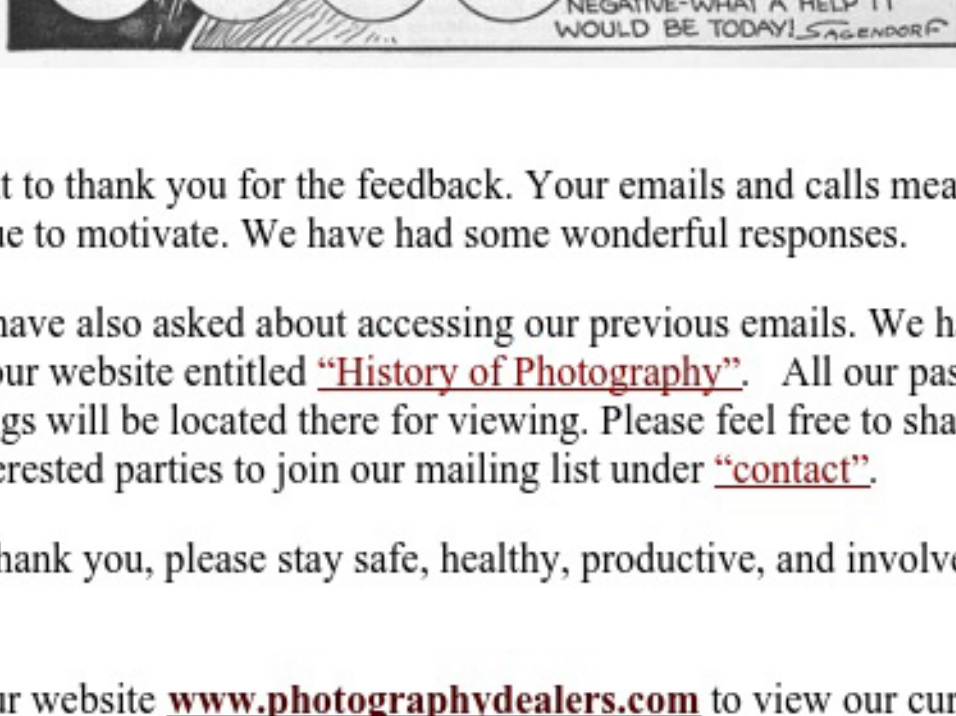 NEGATIVE-WHAT A HELP IT
WOULD BE TODAY! SAGENDORF
t to thank you for the feedback. Your emails and calls mea
ue to motivate. We have had some wonderful responses.
have also asked about accessing our previous emails. We h
our website entitled “History of Photography”.   All our pas
gs will be located there for viewing. Please feel free to sha
erested parties to join our mailing list under “contact”.
hank you, please stay safe, healthy, productive, and involve
ur website www.photographydealers.com to view our cur